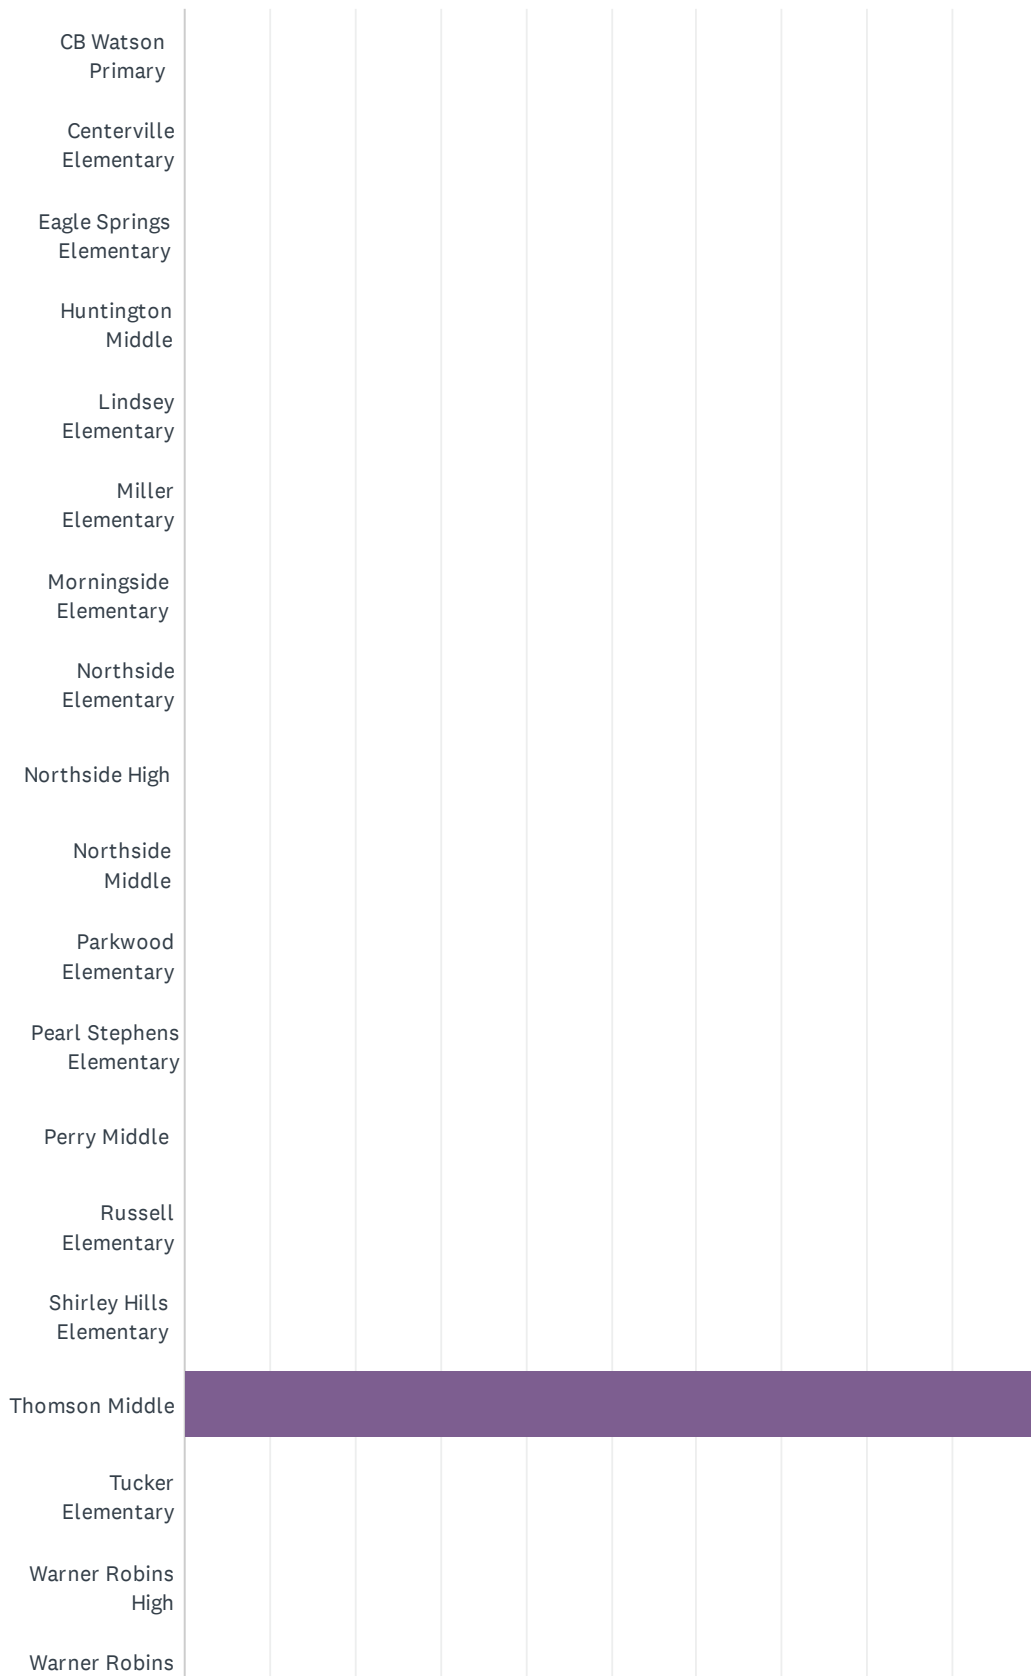 CB Watson
Primary
Centerville
Elementary
Eagle Springs
Elementary
Huntington
Middle
Lindsey
Elementary
Miller
Elementary
Morningside
Elementary
Northside
Elementary
Northside High
Northside
Middle
Parkwood
Elementary
Pearl Stephens
Elementary
Perry Middle
Russell
Elementary
Shirley Hills
Elementary
Thomson Middle
Tucker
Elementary
Warner Robins
High
Warner Robins